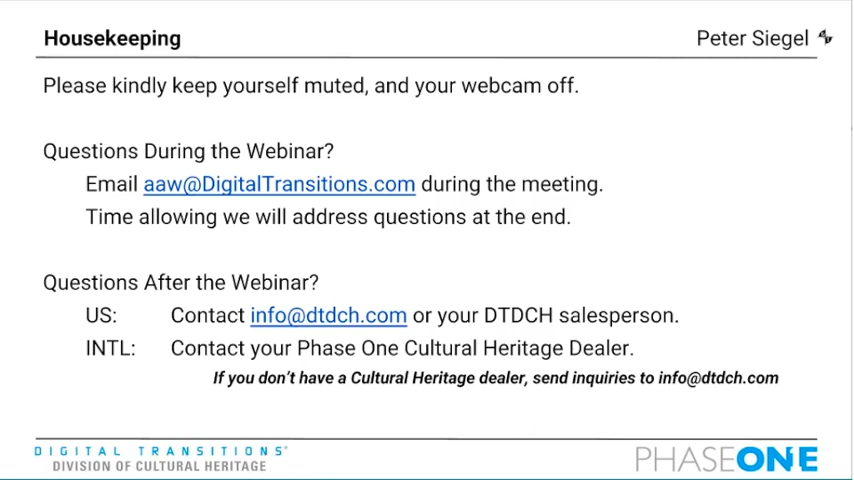 Housekeeping
Peter Siegel
Please kindly keep yourself muted, and your webcam off.
Questions During the Webinar?
Email aaw@DigitalTransitions.com during the meeting.
Time allowing we will address questions at the end.
Questions After the Webinar?
US: Contact info@dtdch.com or your DTDCH salesperson.
INTL: Contact your Phase One Cultural Heritage Dealer.
If you don't have a Cultural Heritage dealer, send inquiries to info@dtdch.com
DIGITAL TRANSITIONS
DIVISION OF CULTURAL HERITAGE
PHASEONE